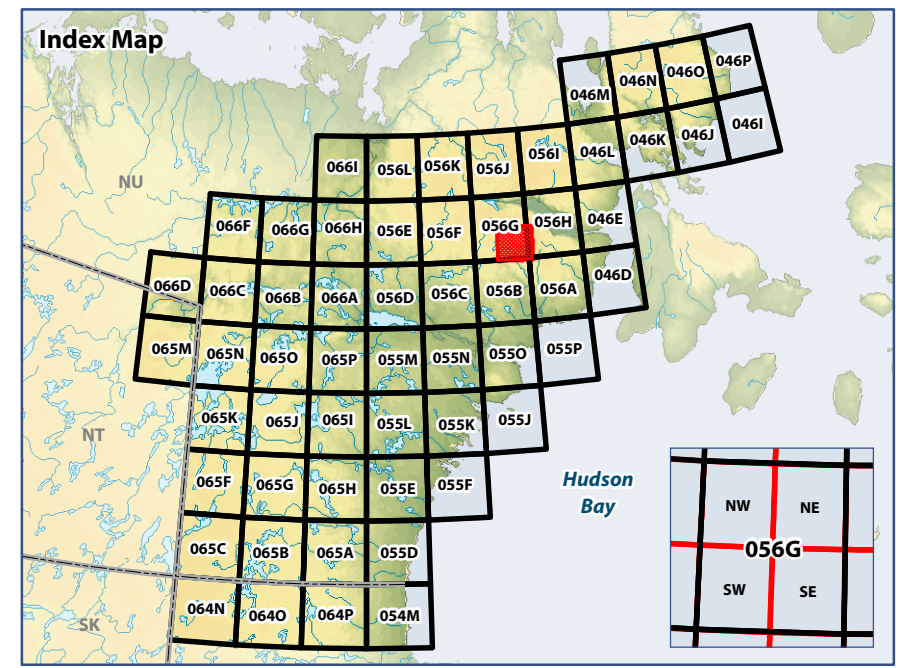 Index Map
046M 046N 046O 046P
066I 056L 056K 056J 056I 046L 046K 046J 046I
NU
066F 066G 066H 056E 056F 056G 056H 046E
066D 066C 066B 066A 056D 056C 056B 056A 046D
065M 065N 065O 065P 055M 055N 055O 055P
NT
065K 065J 065I 055L 055K 055J
065F 065G 065H 055E 055F
Hudson
Bay
065C 065B 065A 055D
SK
064N 064O 064P 054M
NW NE
056G
SW SE